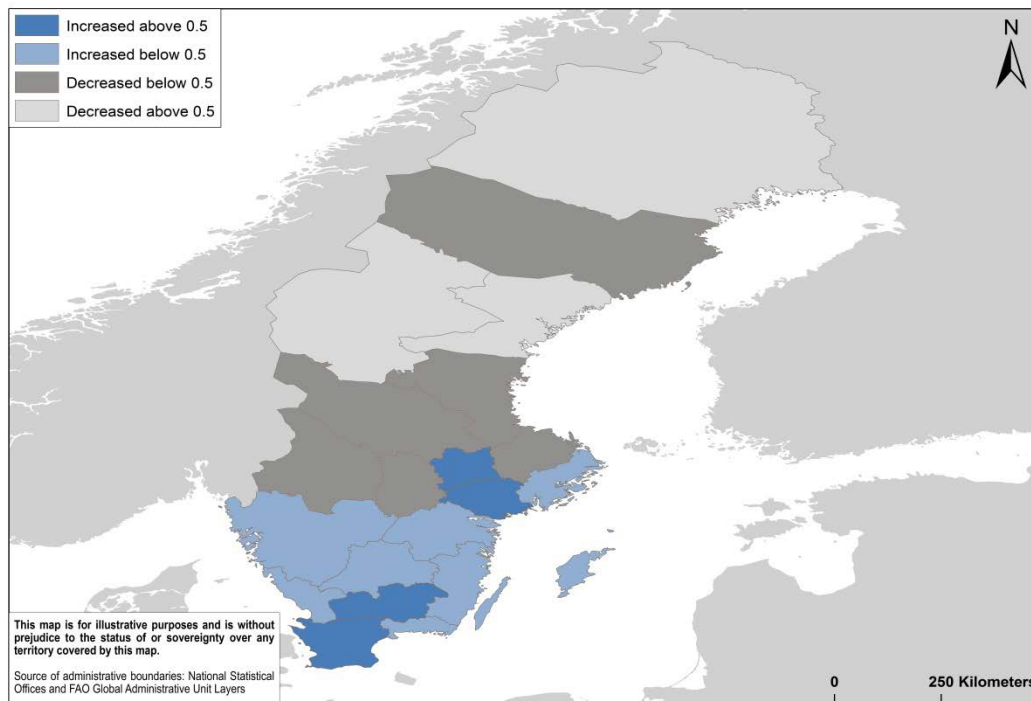 Increased above 0.5
Increased below 0.5
Decreased below 0.5
Decreased above 0.5
N
This map is for illustrative purposes and is without
prejudice to the status of or sovereignty over any
territory covered by this map.
Source of administrative boundaries: National Statistical
Offices and FAO Global Administrative Unit Layers
0 250 Kilometers